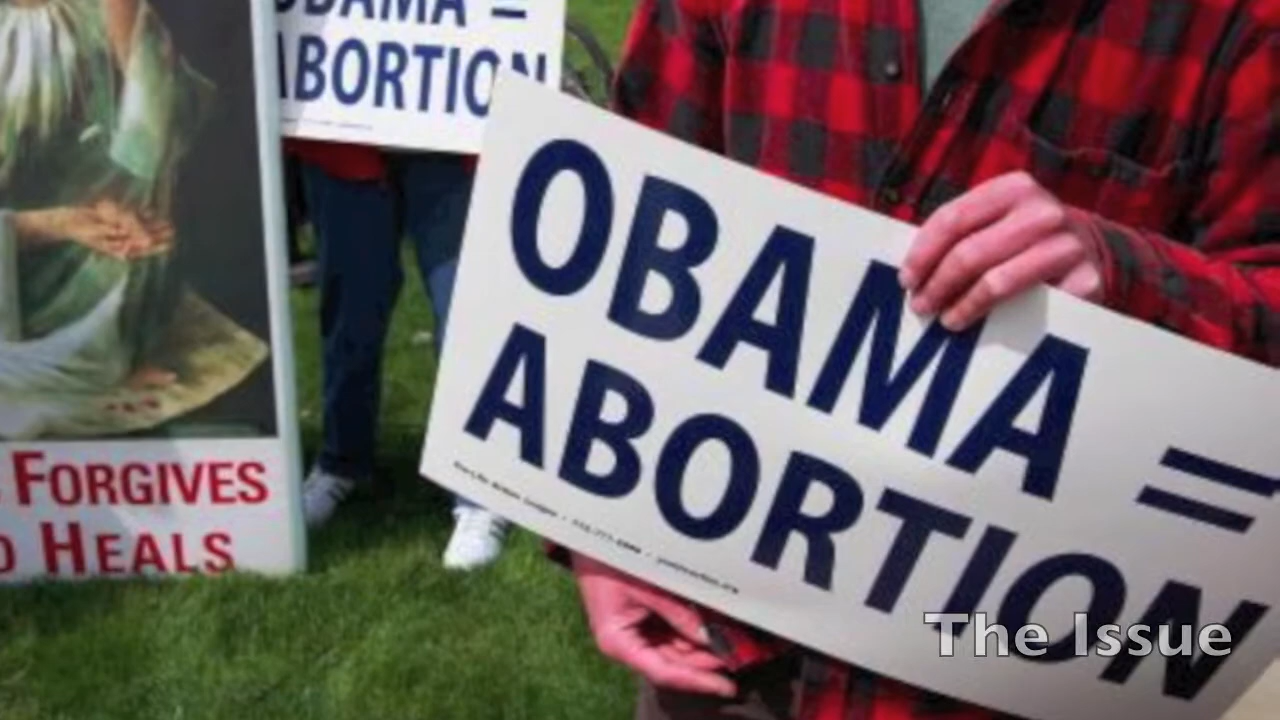 OBAMA =
ABORTION
FORGIVES
HEALS
OBAMA =
ABORTION
The Issue